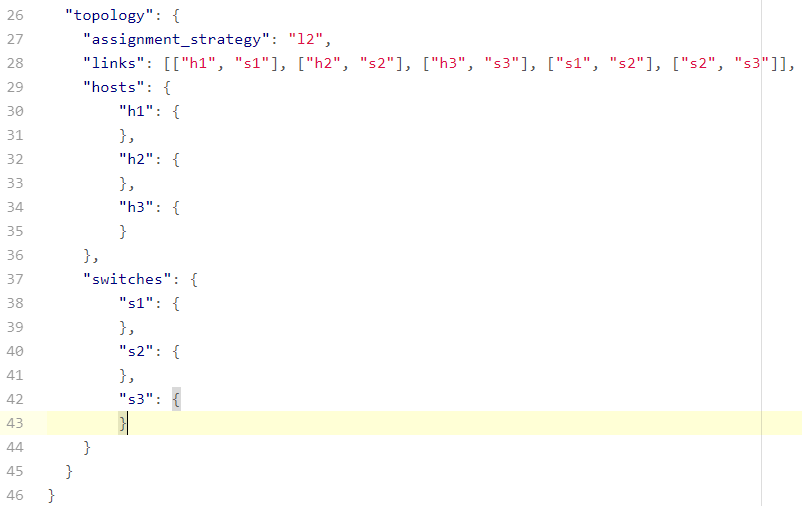 26 "topology": {
27 "assignment_strategy": "l2",
28 "links": [["h1", "s1"], ["h2", "s2"], ["h3", "s3"], ["s1", "s2"], ["s2", "s3"]],
29 "hosts": {
30 "h1": {
31 },
32 "h2": {
33 },
34 "h3": {
35 }
36 },
37 "switches": {
38 "s1": {
39 },
40 "s2": {
41 },
42 "s3": {
43 }
44 }
45 }
46 }